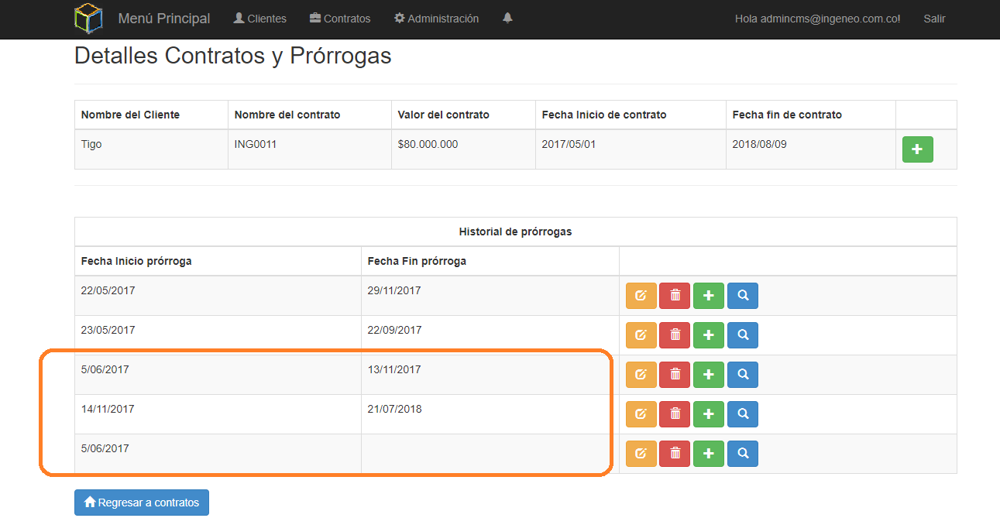 Menú Principal Clientes Contratos Administración Hola admincms@ingeneo.com.co! Salir
Detalles Contratos y Prórrogas
Nombre del Cliente Nombre del contrato Valor del contrato Fecha Inicio de contrato Fecha fin de contrato
Tigo ING0011 $80.000.000 2017/05/01 2018/08/09
Historial de prórrogas
Fecha Inicio prórroga Fecha Fin prórroga
22/05/2017 29/11/2017
23/05/2017 22/09/2017
5/06/2017 13/11/2017
14/11/2017 21/07/2018
5/06/2017
Regresar a contratos